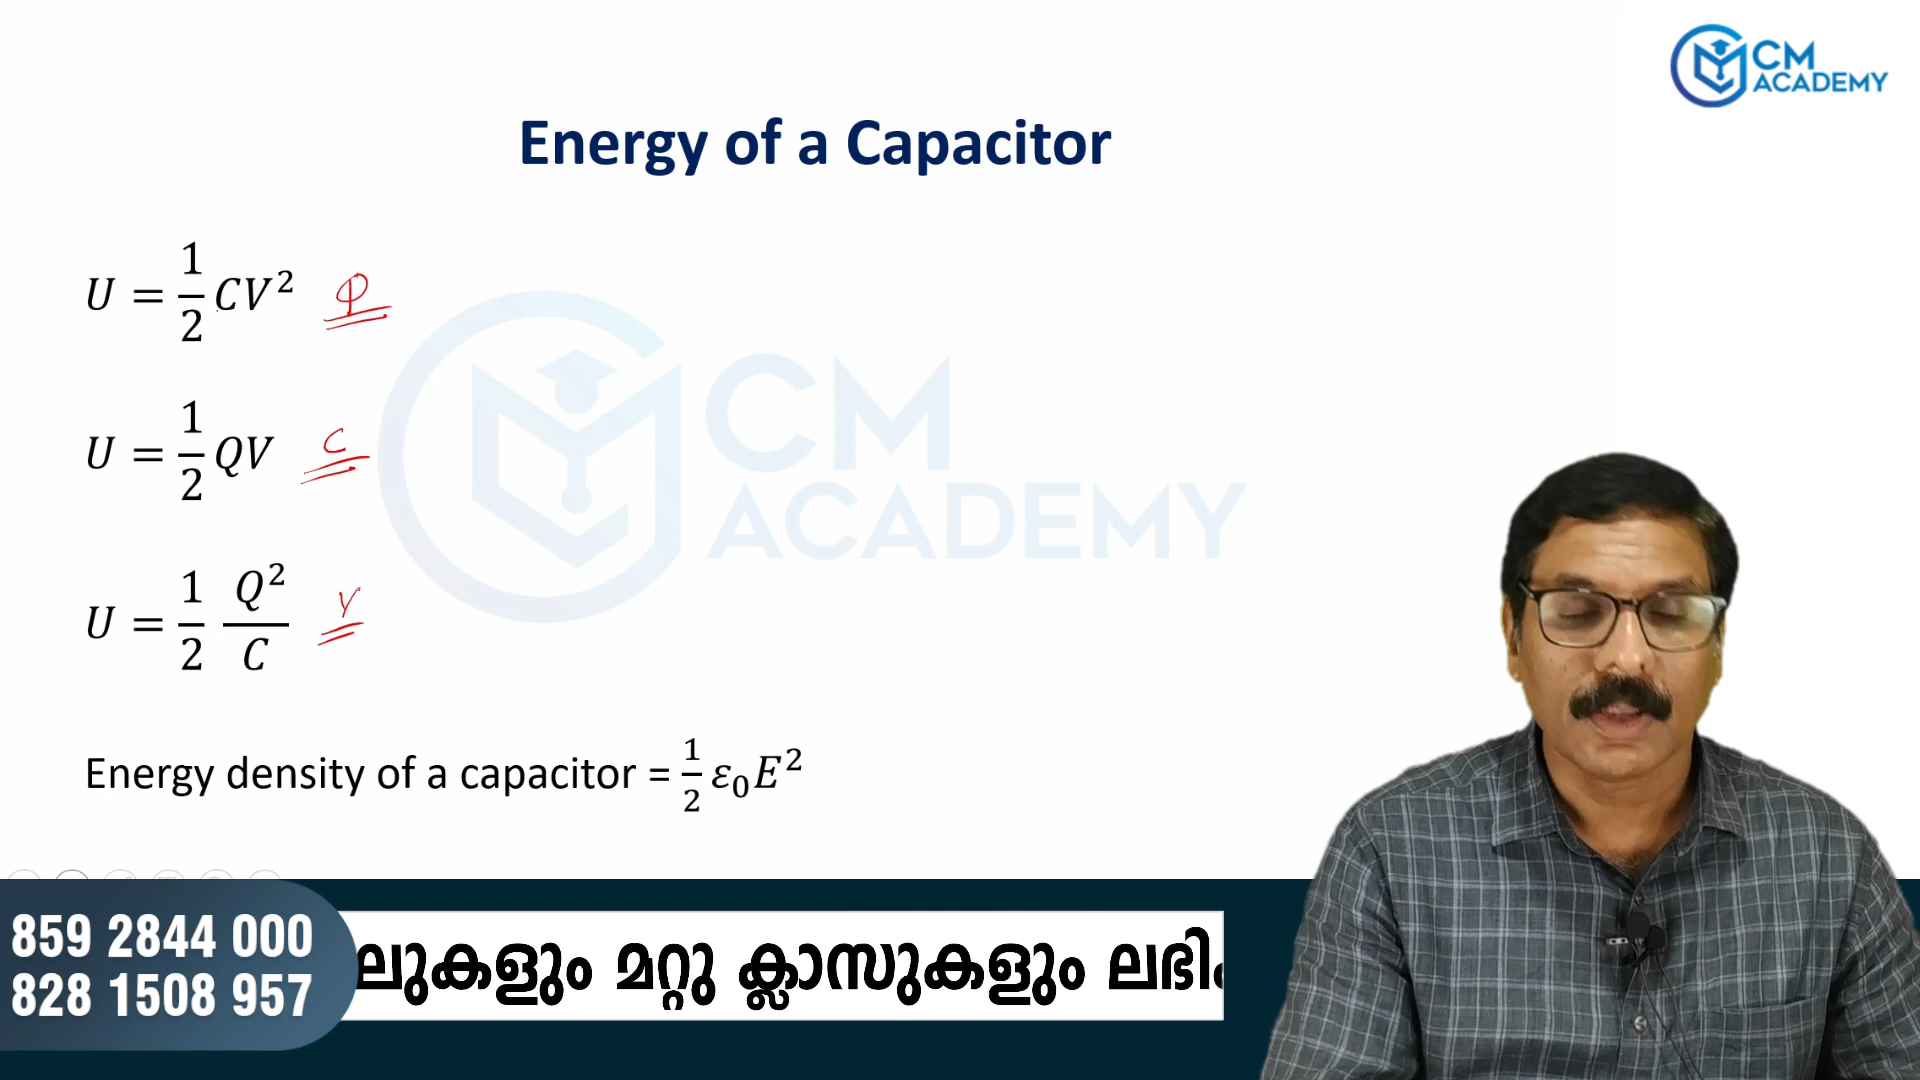 CM
ACADEMY
Energy of a Capacitor
U = 1/2 CV² Q
CM
ACADEMY
U = 1/2 QV C
U = 1/2 Q²/C V
Energy density of a capacitor = 1/2 ε₀E²
859 2844 000
828 1508 957
ലുകളും മറ്റു ക്ലാസുകളും ലഭി